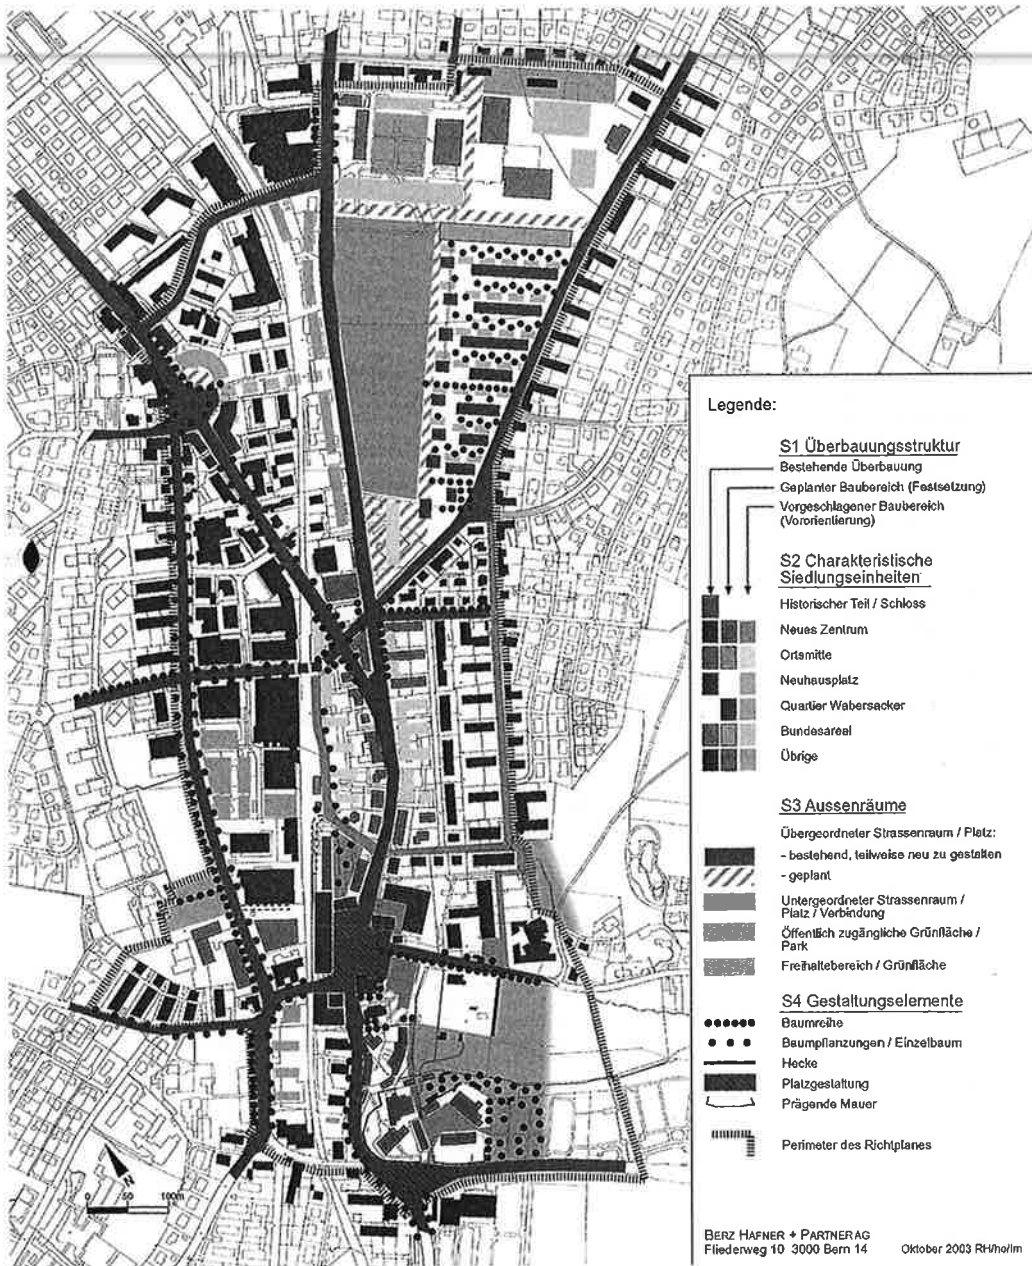 Legende:
S1 Überbauungsstruktur
Bestehende Überbauung
Geplanter Baubereich (Festsetzung)
Vorgeschlagener Baubereich
(Vororientierung)
S2 Charakteristische
Siedlungseinheiten
Historischer Teil / Schloss
Neues Zentrum
Ortsmitte
Neuhausplatz
Quartier Wabersacker
Bundesareal
Übrige
S3 Aussenräume
Übergeordneter Strassenraum / Platz:
- bestehend, teilweise neu zu gestalten
- geplant
Untergeordneter Strassenraum /
Platz / Verbindung
Öffentlich zugängliche Grünfläche /
Park
Freihaltebereich / Grünfläche
S4 Gestaltungselemente
Baumreihe
Baumpflanzungen / Einzelbaum
Hecke
Platzgestaltung
Prägende Mauer
Perimeter des Richtplanes
N
0 50 100m
BERZ HAFNER + PARTNER AG
Fliederweg 10 3000 Bern 14 Oktober 2003 RH/ho/im